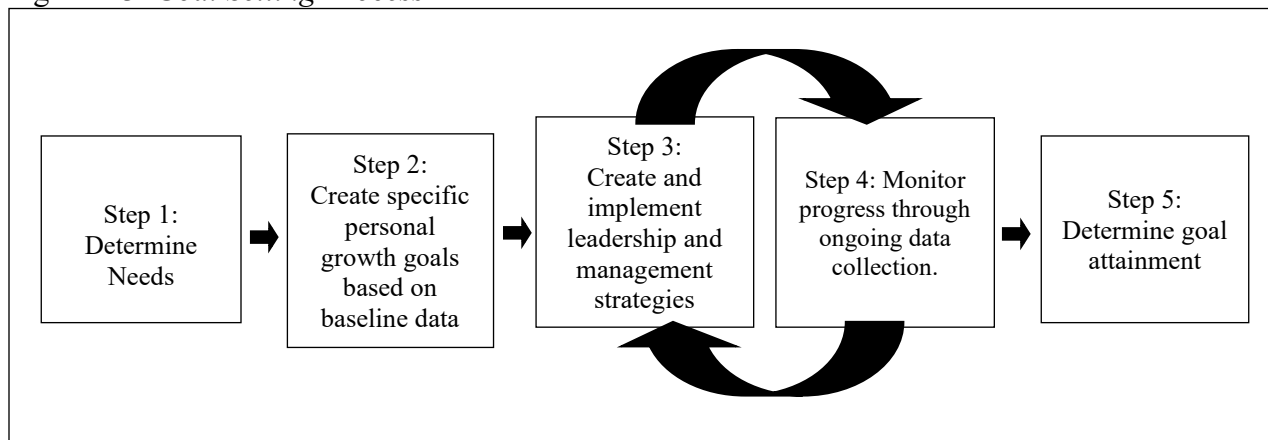 Step 1:
Determine
Needs
Step 2:
Create specific
personal
growth goals
based on
baseline data
Step 3:
Create and
implement
leadership and
management
strategies
Step 4: Monitor
progress through
ongoing data
collection.
Step 5:
Determine goal
attainment